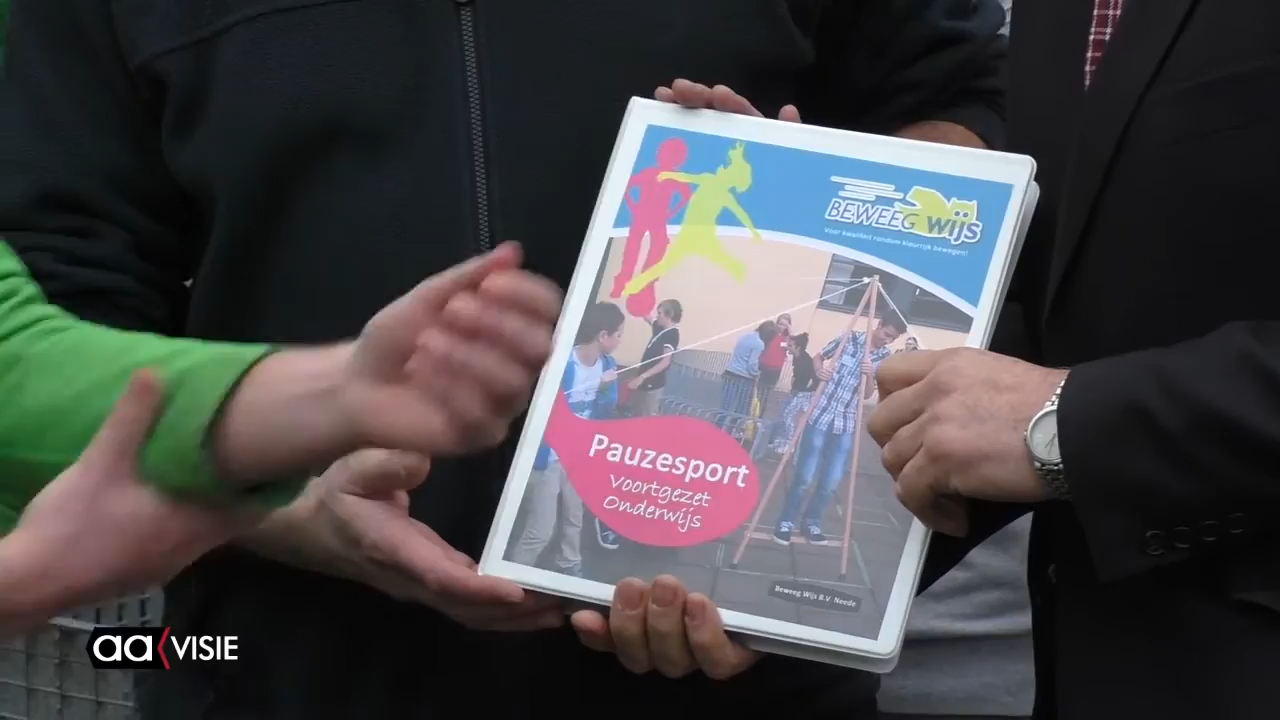 BEWEEG wijs
Voor kwaliteit rondom kleurrijk bewegen!
Pauzesport
Voortgezet
Onderwijs
Beweeg Wijs B.V. Neede
aa VISIE